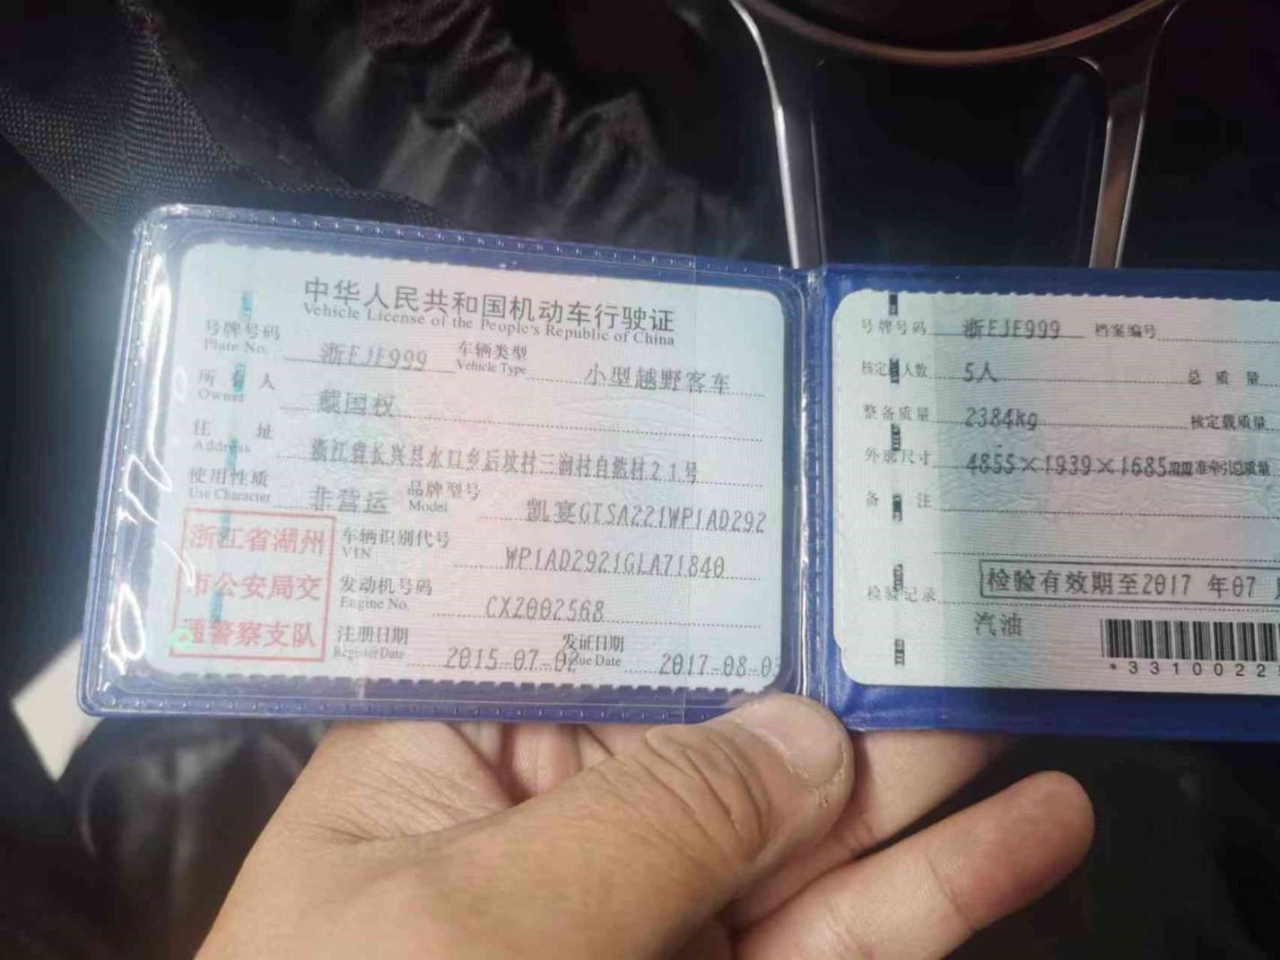 中华人民共和国机动车行驶证
Vehicle License of the People's Republic of China
号牌号码 浙EJE999 车辆类型 小型越野客车
Plate No. Vehicle Type
所有人 戴国权
Owner
住址 浙江省长兴县水口乡后坟村三洄村自然村21号
Address
使用性质 非营运 品牌型号 凯宴GTSA221WP1AD292
Use Character Model
浙江省湖州
市公安局交
通警察支队
车辆识别代号 WP1AD2921GLA71840
VIN
发动机号码 CXZ002568
Engine No.
注册日期 2015-07-02 发证日期 2017-08-03
Register Date Issue Date
号牌号码 浙EJE999 档案编号
核定载人数 5人 总质量
整备质量 2384kg 核定载质量
外廓尺寸 4855×1939×1685mm 准牵引总质量
备注
检验记录 检验有效期至2017年07
汽油
*3310022